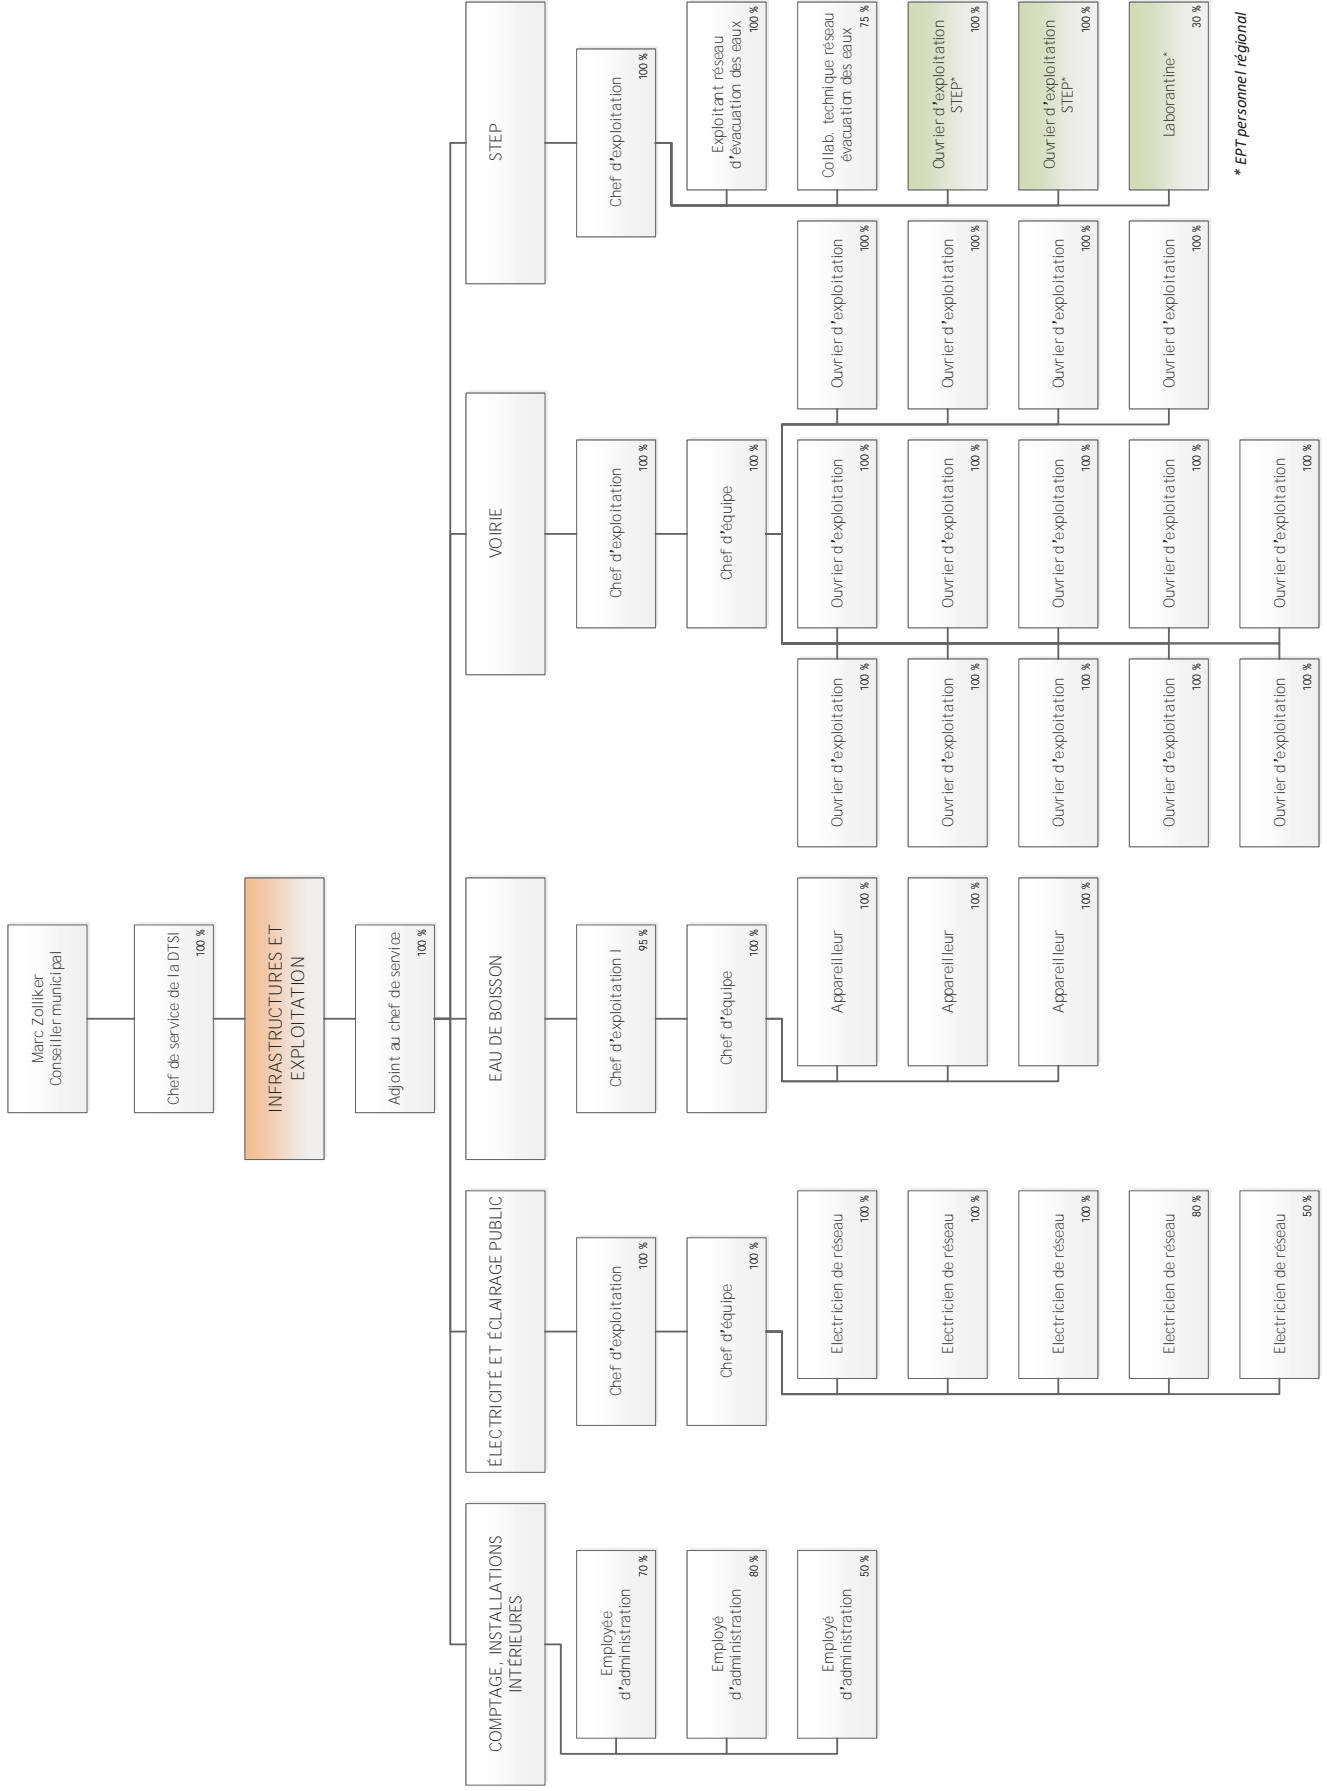 Marc Zolliker
Conseiller municipal
Chef de service de la DTSI
100 %
INFRASTRUCTURES ET
EXPLOITATION
Adjoint au chef de service
100 %
COMPTAGE, INSTALLATIONS
INTÉRIEURES
Employée
d'administration
70 %
Employé
d'administration
80 %
Employé
d'administration
50 %
ÉLECTRICITÉ ET ÉCLAIRAGE PUBLIC
Chef d'exploitation
100 %
Chef d'équipe
100 %
Electricien de réseau
100 %
Electricien de réseau
100 %
Electricien de réseau
100 %
Electricien de réseau
80 %
Electricien de réseau
50 %
EAU DE BOISSON
Chef d'exploitation I
95 %
Chef d'équipe
100 %
Appareilleur
100 %
Appareilleur
100 %
Appareilleur
100 %
VOIRIE
Chef d'exploitation
100 %
Chef d'équipe
100 %
Ouvrier d'exploitation
100 %
Ouvrier d'exploitation
100 %
Ouvrier d'exploitation
100 %
Ouvrier d'exploitation
100 %
Ouvrier d'exploitation
100 %
Ouvrier d'exploitation
100 %
Ouvrier d'exploitation
100 %
Ouvrier d'exploitation
100 %
Ouvrier d'exploitation
100 %
Ouvrier d'exploitation
100 %
Ouvrier d'exploitation
100 %
Ouvrier d'exploitation
100 %
Ouvrier d'exploitation
100 %
Ouvrier d'exploitation
100 %
STEP
Chef d'exploitation
100 %
Exploitant réseau
d'évacuation des eaux
100 %
Collab. technique réseau
évacuation des eaux
75 %
Ouvrier d'exploitation
STEP*
100 %
Ouvrier d'exploitation
STEP*
100 %
Laborantine*
30 %
* EPT personnel régional